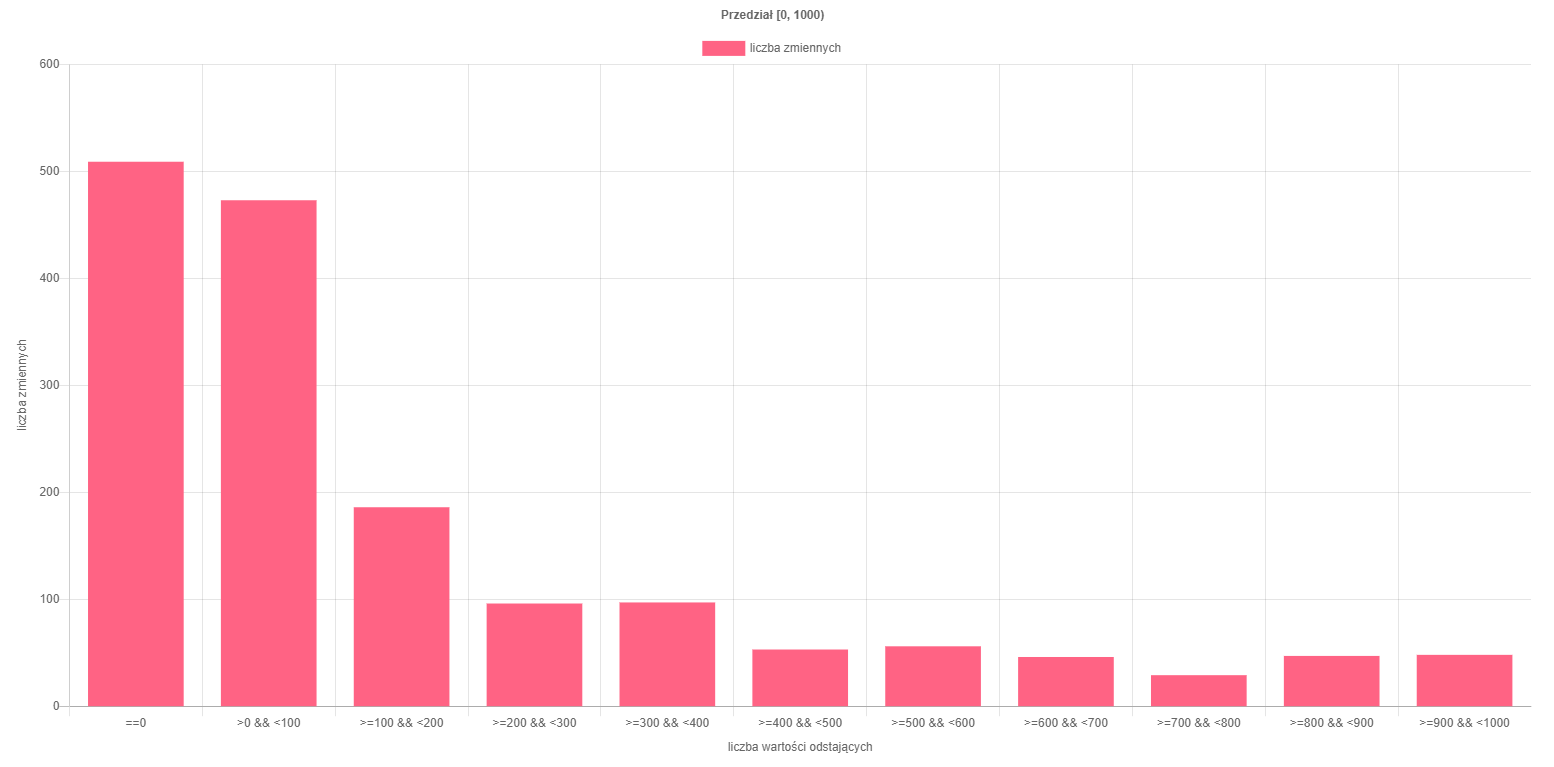 Przedział [0, 1000)
liczba zmiennych
600
500
400
300
200
100
0
liczba zmiennych
==0
>0 && <100
>=100 && <200
>=200 && <300
>=300 && <400
>=400 && <500
>=500 && <600
>=600 && <700
>=700 && <800
>=800 && <900
>=900 && <1000
liczba wartości odstających